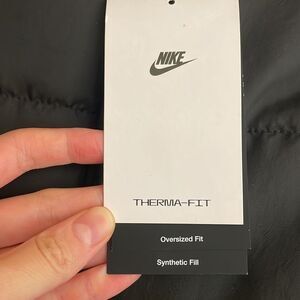 NIKE
THERMA-FIT
Oversized Fit
Synthetic Fill